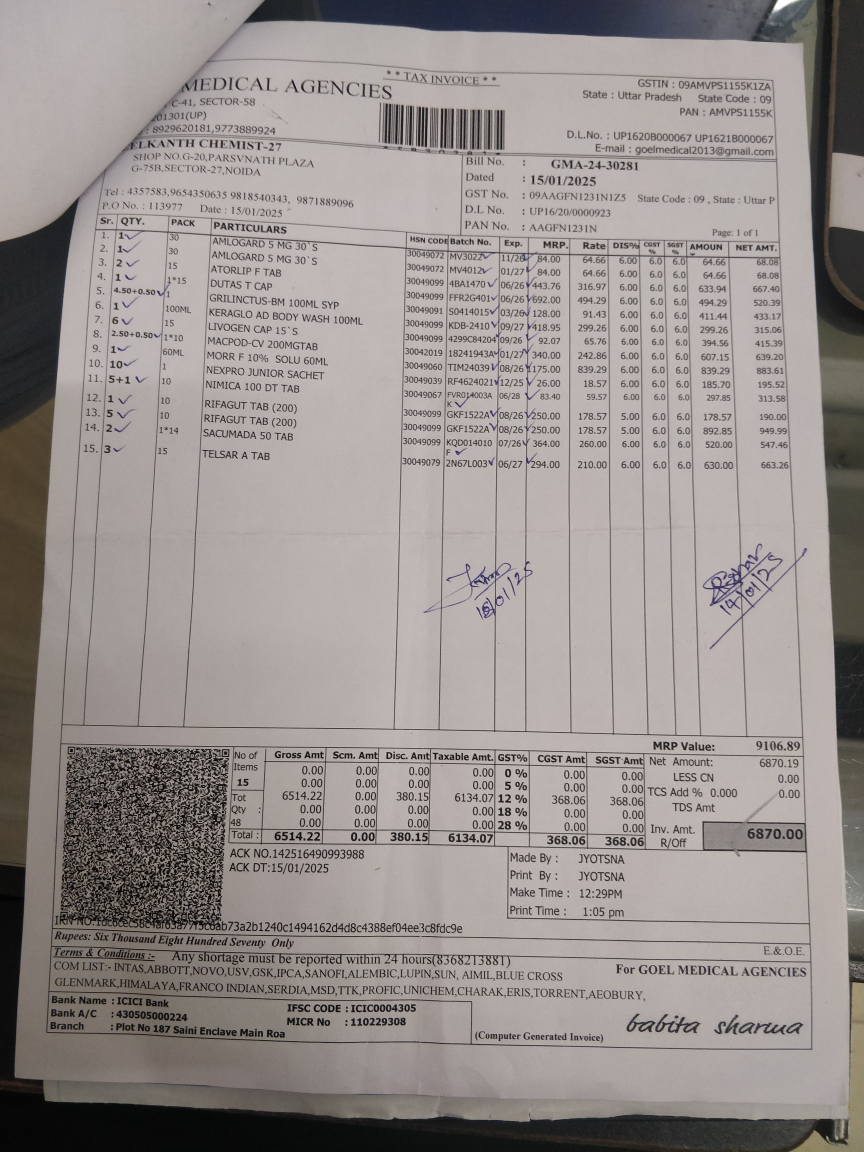 ** TAX INVOICE **
MEDICAL AGENCIES
C-41, SECTOR-58
201301(UP)
: 8929620181,9773889924
GSTIN : 09AMVPS1155K1ZA
State : Uttar Pradesh State Code : 09
PAN : AMVPS1155K
D.L.No. : UP1620B000067 UP1621B000067
E-mail : goelmedical2013@gmail.com
ELKANTH CHEMIST-27
SHOP NO.G-20,PARSVNATH PLAZA
G-75B,SECTOR-27,NOIDA
Tel : 4357583,9654350635 9818540343, 9871889096
P.O No. : 113977 Date : 15/01/2025
Bill No. : GMA-24-30281
Dated : 15/01/2025
GST No. : 09AAGFN1231N1Z5 State Code : 09 , State : Uttar P
D.L No. : UP16/20/0000923
PAN No. : AAGFN1231N
Page: 1 of 1
Sr. QTY. PACK PARTICULARS HSN CODE Batch No. Exp. MRP. Rate DIS% CGST % SGST % AMOUN NET AMT.
1. 1 30 AMLOGARD 5 MG 30`S 30049072 MV3022 11/26 84.00 64.66 6.00 6.0 6.0 64.66 68.08
2. 1 30 AMLOGARD 5 MG 30`S 30049072 MV4012 01/27 84.00 64.66 6.00 6.0 6.0 64.66 68.08
3. 2 15 ATORLIP F TAB 30049099 4BA1470 06/26 443.76 316.97 6.00 6.0 6.0 633.94 667.40
4. 1 1*15 DUTAS T CAP 30049099 FFR2G401 06/26 692.00 494.29 6.00 6.0 6.0 494.29 520.39
5. 4.50+0.50 1 GRILINCTUS-BM 100ML SYP 30049091 S0414015 03/26 128.00 91.43 6.00 6.0 6.0 411.44 433.17
6. 1 100ML KERAGLO AD BODY WASH 100ML 30049099 KDB-2410 09/27 418.95 299.26 6.00 6.0 6.0 299.26 315.06
7. 6 15 LIVOGEN CAP 15`S 30049099 4299C84204 09/26 92.07 65.76 6.00 6.0 6.0 394.56 415.39
8. 2.50+0.50 1*10 MACPOD-CV 200MGTAB 30042019 18241943A 01/27 340.00 242.86 6.00 6.0 6.0 607.15 639.20
9. 1 60ML MORR F 10% SOLU 60ML 30049060 TIM24039 08/26 1175.00 839.29 6.00 6.0 6.0 839.29 883.61
10. 10 1 NEXPRO JUNIOR SACHET 30049039 RF4624021 12/25 26.00 18.57 6.00 6.0 6.0 185.70 195.52
11. 5+1 10 NIMICA 100 DT TAB 30049067 FVR014003A 06/28 83.40 59.57 6.00 6.0 6.0 297.85 313.58
K
12. 1 10 RIFAGUT TAB (200) 30049099 GKF1522A 08/26 250.00 178.57 5.00 6.0 6.0 178.57 190.00
13. 5 10 RIFAGUT TAB (200) 30049099 GKF1522A 08/26 250.00 178.57 5.00 6.0 6.0 892.85 949.99
14. 2 1*14 SACUMADA 50 TAB 30049099 KQD014010 07/26 364.00 260.00 6.00 6.0 6.0 520.00 547.46
F
15. 3 15 TELSAR A TAB 30049079 2N67L003 06/27 294.00 210.00 6.00 6.0 6.0 630.00 663.26
/01/25
14/01/25
MRP Value: 9106.89
No of Items 15
Tot Qty : 48
Gross Amt Scm. Amt Disc. Amt Taxable Amt. GST% CGST Amt SGST Amt
0.00 0.00 0.00 0.00 0 % 0.00 0.00
0.00 0.00 0.00 0.00 5 % 0.00 0.00
6514.22 0.00 380.15 6134.07 12 % 368.06 368.06
0.00 0.00 0.00 0.00 18 % 0.00 0.00
0.00 0.00 0.00 0.00 28 % 0.00 0.00
Total : 6514.22 0.00 380.15 6134.07 368.06 368.06
Net Amount: 6870.19
LESS CN 0.00
TCS Add % 0.000 0.00
TDS Amt
Inv. Amt. 6870.00
R/Off
ACK NO.142516490993988
ACK DT:15/01/2025
Made By : JYOTSNA
Print By : JYOTSNA
Make Time : 12:29PM
Print Time : 1:05 pm
Rupees: Six Thousand Eight Hundred Seventy Only
E.&.O.E.
Terms & Conditions :- Any shortage must be reported within 24 hours(8368213881)
COM LIST:- INTAS,ABBOTT,NOVO,USV,GSK,IPCA,SANOFI,ALEMBIC,LUPIN,SUN, AIMIL,BLUE CROSS
GLENMARK,HIMALAYA,FRANCO INDIAN,SERDIA,MSD,TTK,PROFIC,UNICHEM,CHARAK,ERIS,TORRENT,AEOBURY,
For GOEL MEDICAL AGENCIES
Bank Name : ICICI Bank
Bank A/C : 430505000224
Branch : Plot No 187 Saini Enclave Main Roa
IFSC CODE : ICIC0004305
MICR No : 110229308
(Computer Generated Invoice)
babita sharma